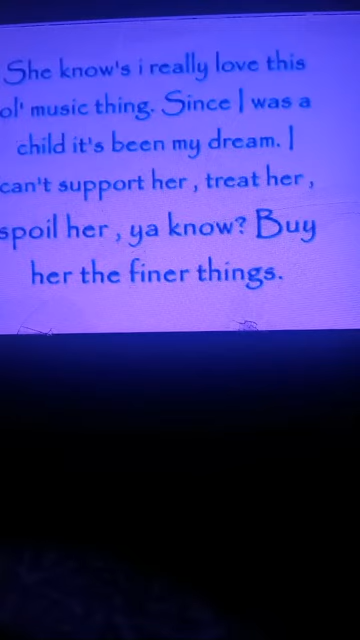 She know's i really love this
ol' music thing. Since I was a
child it's been my dream. I
can't support her , treat her ,
spoil her , ya know? Buy
her the finer things.